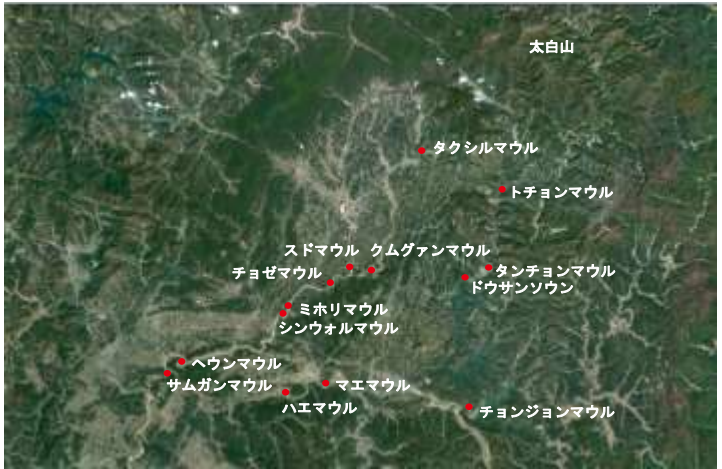 太白山
タクシルマウル
トチョンマウル
スドマウル
クムグァンマウル
チョゼマウル
タンチョンマウル
ドウサンソウン
ミホリマウル
シンウォルマウル
ヘウンマウル
サムガンマウル
マエマウル
ハエマウル
チョンジョンマウル